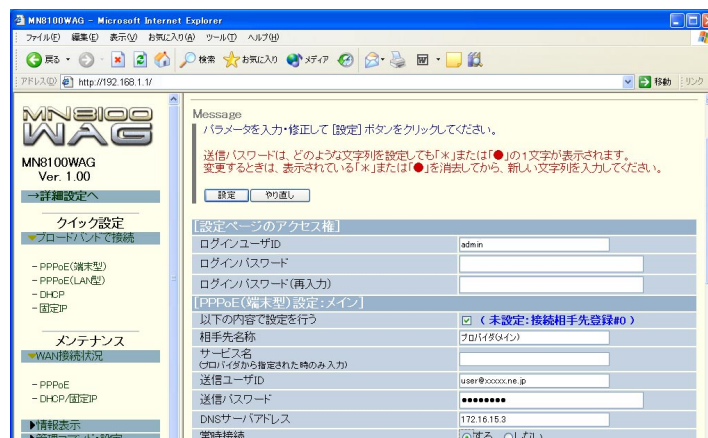 MN8100WAG - Microsoft Internet Explorer
ファイル(F) 編集(E) 表示(V) お気に入り(A) ツール(T) ヘルプ(H)
戻る 検索 お気に入り メディア
アドレス(D) http://192.168.1.1/ 移動 リンク
MN8100
WAG
MN8100WAG
Ver. 1.00
→詳細設定へ
クイック設定
ブロードバンドで接続
- PPPoE(端末型)
- PPPoE(LAN型)
- DHCP
- 固定IP
メンテナンス
WAN接続状況
- PPPoE
- DHCP/固定IP
▶情報表示
Message
パラメータを入力・修正して [設定] ボタンをクリックしてください。
送信パスワードは、どのような文字列を設定しても「*」または「●」の1文字が表示されます。
変更するときは、表示されている「*」または「●」を消去してから、新しい文字列を入力してください。
設定 やり直し
[設定ページのアクセス権]
ログインユーザID admin
ログインパスワード
ログインパスワード(再入力)
[PPPoE(端末型)設定:メイン]
以下の内容で設定を行う ( 未設定:接続相手先登録#0 )
相手先名称 プロバイダ(メイン)
サービス名
(プロバイダから指定された時のみ入力)
送信ユーザID user@xxxxx.ne.jp
送信パスワード ●●●●●●●●
DNSサーバアドレス 172.16.15.3
常時接続 する しない